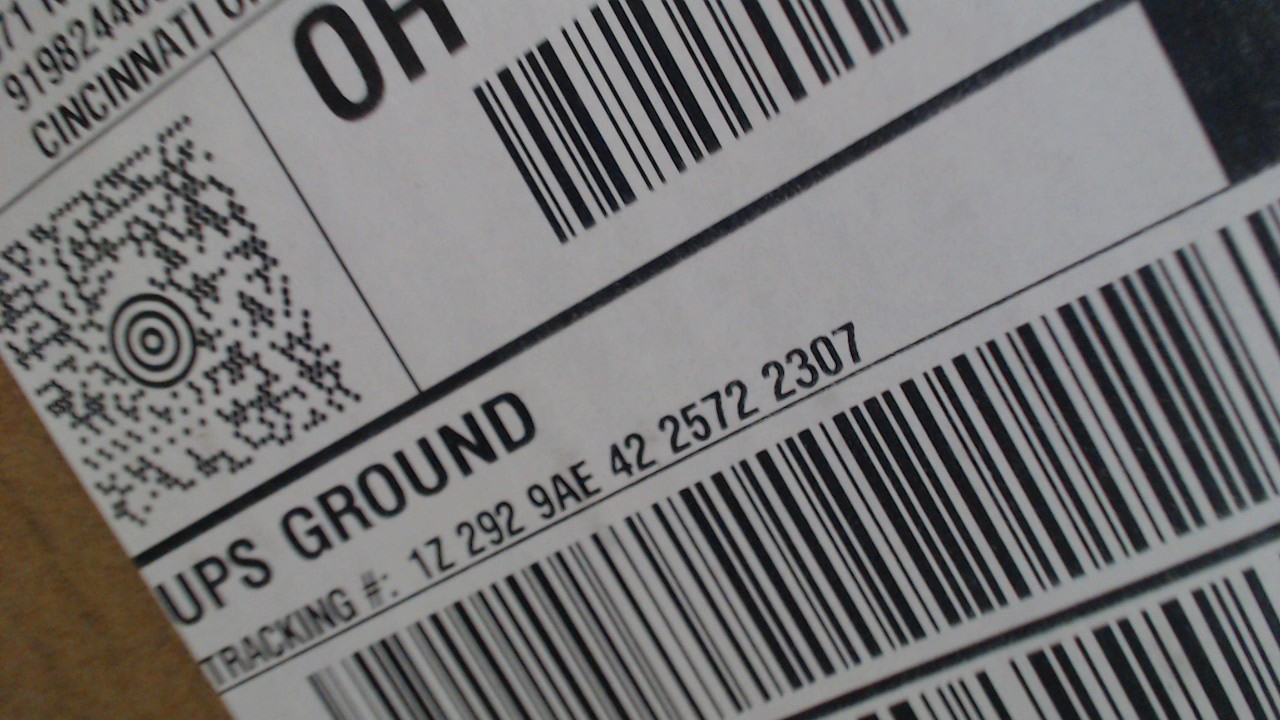 CINCINNATI
OH
UPS GROUND
TRACKING #: 1Z 292 9AE 42 2572 2307